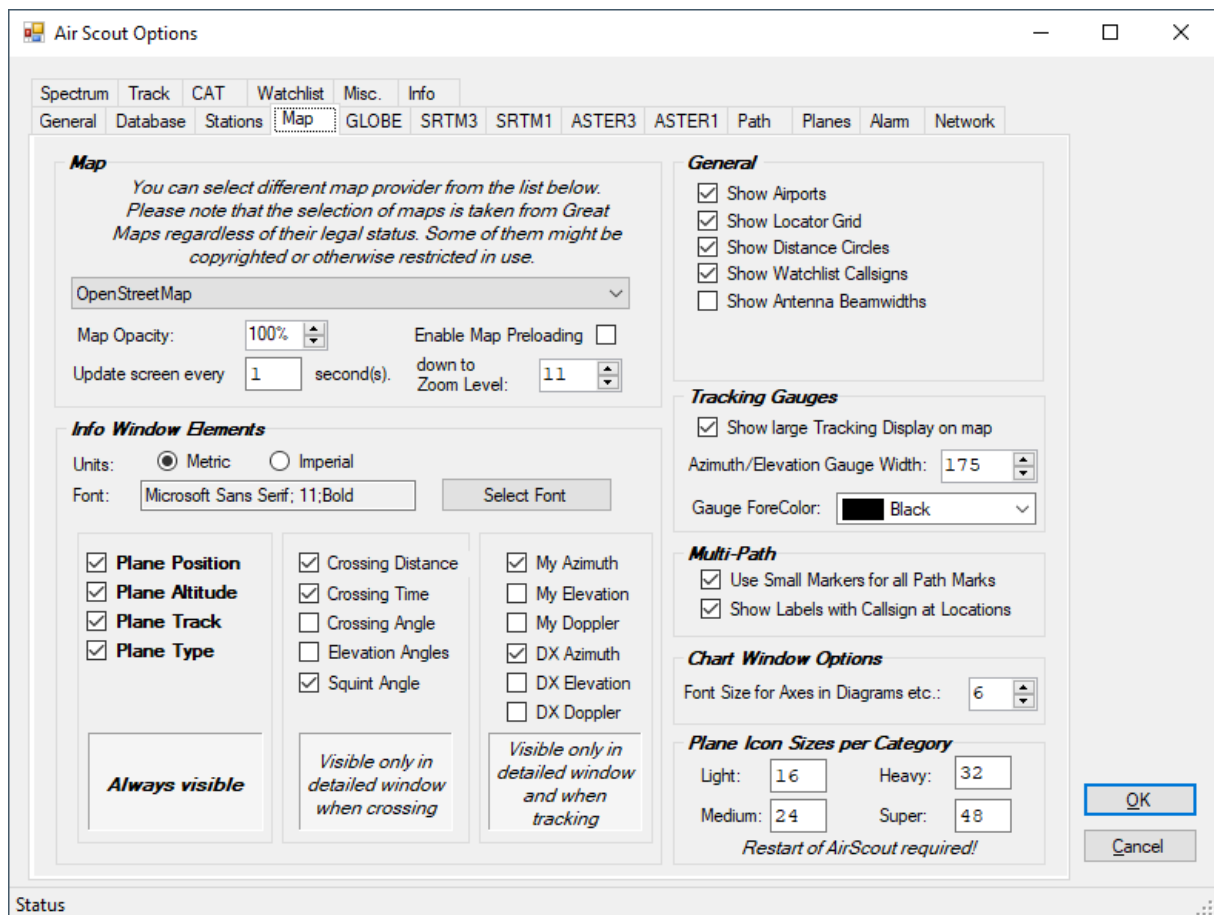 Air Scout Options
Spectrum Track CAT Watchlist Misc. Info
General Database Stations Map GLOBE SRTM3 SRTM1 ASTER3 ASTER1 Path Planes Alarm Network
Map
You can select different map provider from the list below.
Please note that the selection of maps is taken from Great
Maps regardless of their legal status. Some of them might be
copyrighted or otherwise restricted in use.
OpenStreetMap
Map Opacity: 100% Enable Map Preloading
Update screen every 1 second(s). down to
Zoom Level: 11
Info Window Elements
Units: Metric Imperial
Font: Microsoft Sans Serif; 11;Bold Select Font
Plane Position
Plane Altitude
Plane Track
Plane Type
Always visible
Crossing Distance
Crossing Time
Crossing Angle
Elevation Angles
Squint Angle
Visible only in
detailed window
when crossing
My Azimuth
My Elevation
My Doppler
DX Azimuth
DX Elevation
DX Doppler
Visible only in
detailed window
and when
tracking
General
Show Airports
Show Locator Grid
Show Distance Circles
Show Watchlist Callsigns
Show Antenna Beamwidths
Tracking Gauges
Show large Tracking Display on map
Azimuth/Elevation Gauge Width: 175
Gauge ForeColor: Black
Multi-Path
Use Small Markers for all Path Marks
Show Labels with Callsign at Locations
Chart Window Options
Font Size for Axes in Diagrams etc.: 6
Plane Icon Sizes per Category
Light: 16 Heavy: 32
Medium: 24 Super: 48
Restart of AirScout required!
OK
Cancel
Status